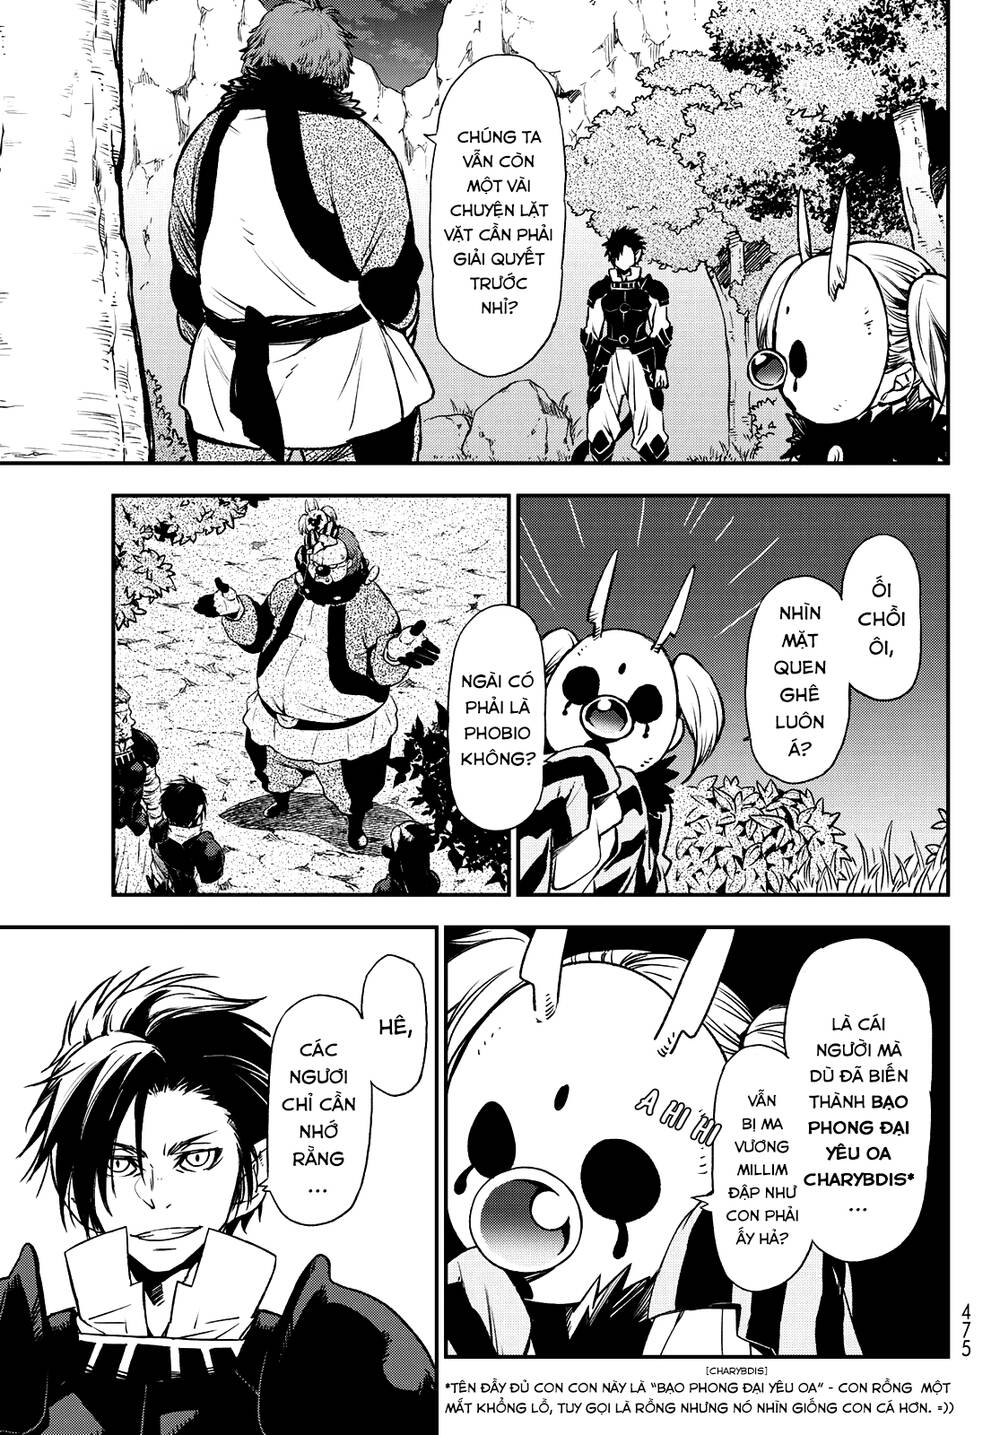 CHÚNG TA
VẪN CÒN
MỘT VÀI
CHUYỆN LẶT
VẶT CẦN PHẢI
GIẢI QUYẾT
TRƯỚC
NHỈ?
ỐI
CHỒI
ÔI,
NHÌN
MẶT
QUEN
GHÊ
LUÔN
Á?
NGÀI CÓ
PHẢI LÀ
PHOBIO
KHÔNG?
LÀ CÁI
NGƯỜI MÀ
DÙ ĐÃ BIẾN
THÀNH BẠO
PHONG ĐẠI
YÊU OA
CHARYBDIS*
...
VẪN
BỊ MA
VƯƠNG
MILLIM
ĐẬP NHƯ
CON PHẢI
ẤY HẢ?
A HI HI
HÊ,
CÁC
NGƯƠI
CHỈ CẦN
NHỚ
RẰNG
...
475
[CHARYBDIS]
*TÊN ĐẦY ĐỦ CON CON NÀY LÀ "BẠO PHONG ĐẠI YÊU OA" - CON RỒNG MỘT
MẮT KHỔNG LỒ, TUY GỌI LÀ RỒNG NHƯNG NÓ NHÌN GIỐNG CON CÁ HƠN. =))